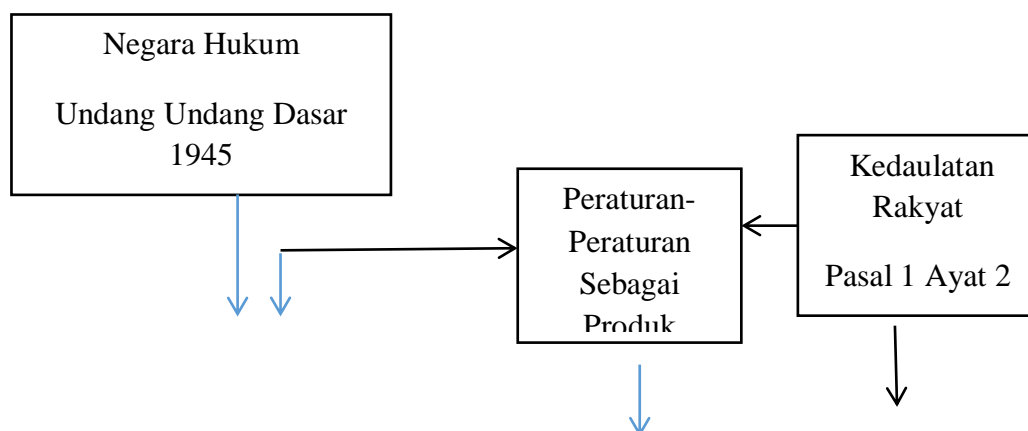 Negara Hukum
Undang Undang Dasar
1945
Peraturan-
Peraturan
Sebagai
Produk
Kedaulatan
Rakyat
Pasal 1 Ayat 2